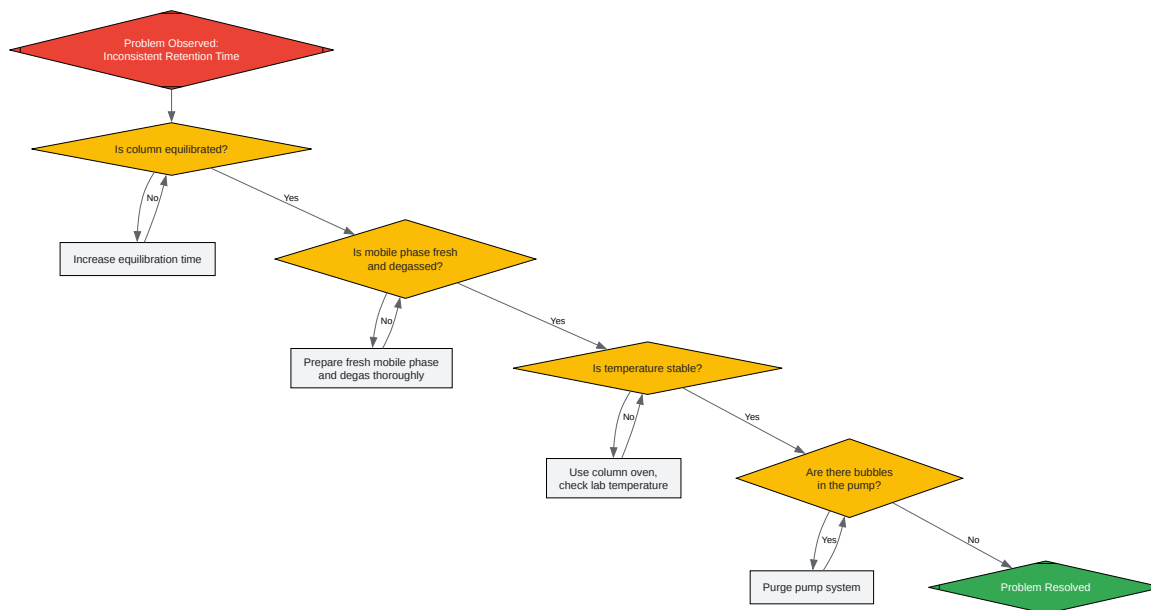 Problem Observed:
Inconsistent Retention Time
Is column equilibrated?
No
Yes
Increase equilibration time
Is mobile phase fresh
and degassed?
No
Yes
Prepare fresh mobile phase
and degas thoroughly
Is temperature stable?
No
Yes
Use column oven,
check lab temperature
Are there bubbles
in the pump?
Yes
No
Purge pump system
Problem Resolved